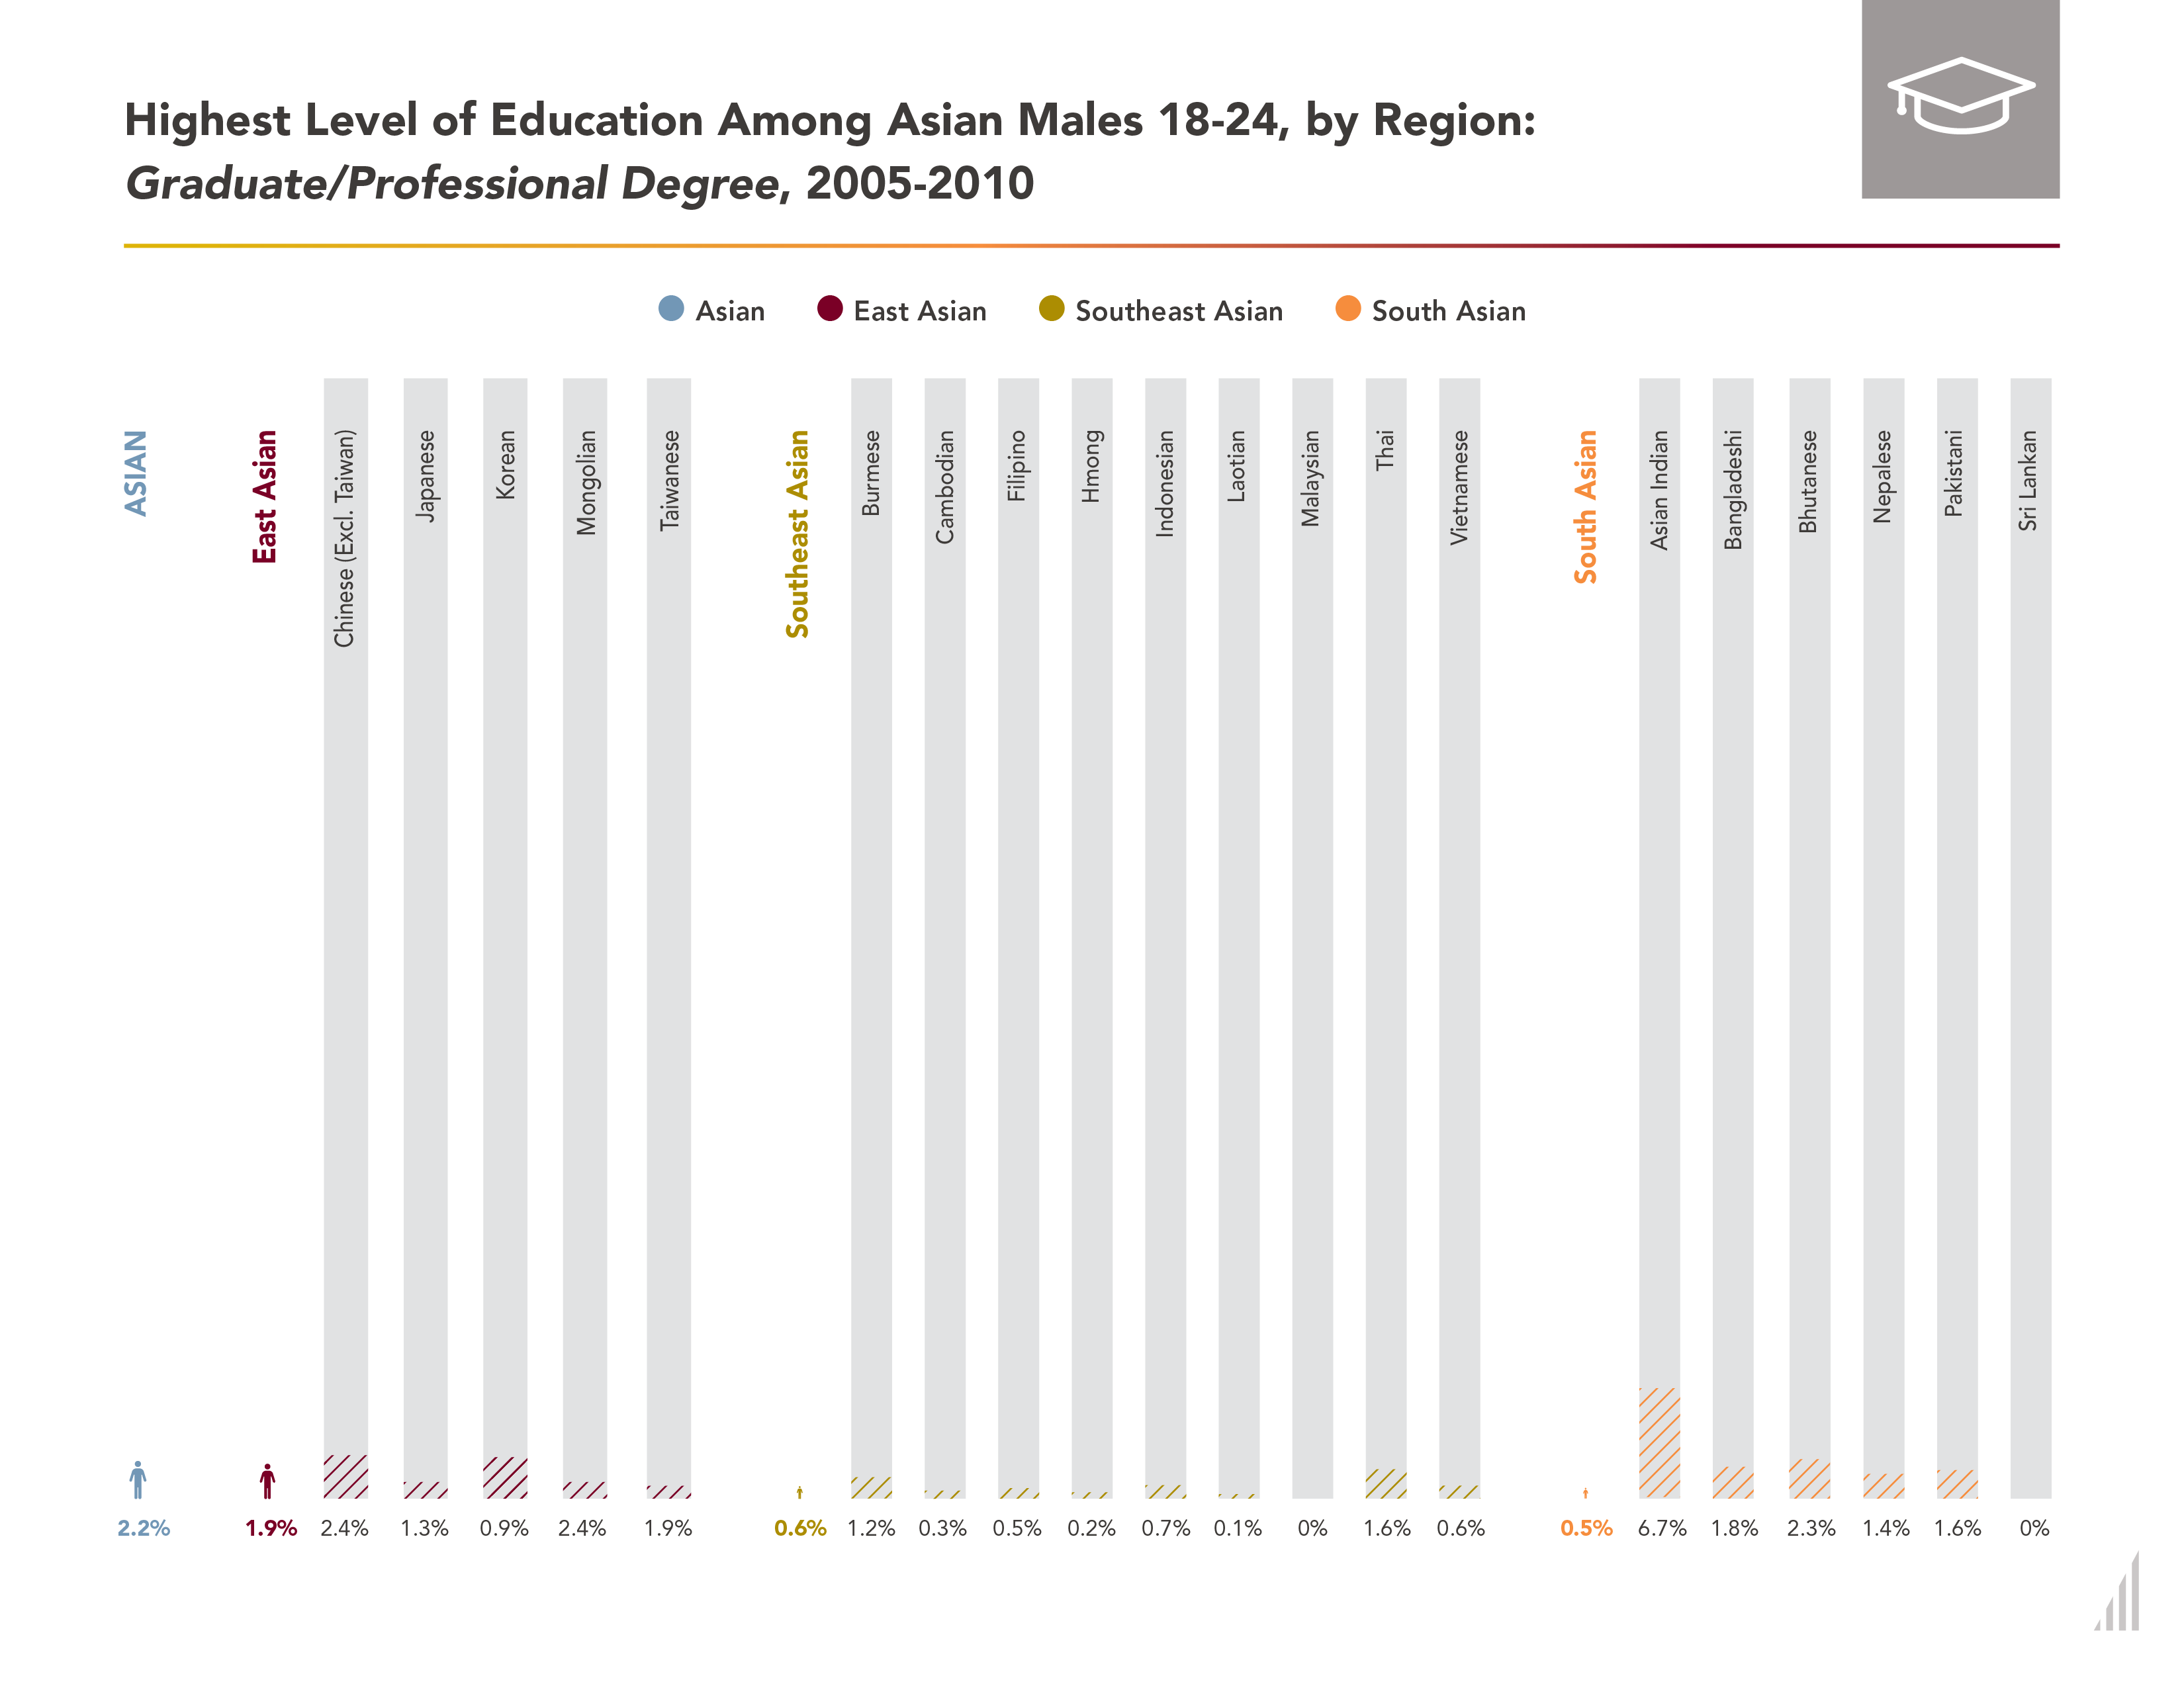 Highest Level of Education Among Asian Males 18-24, by Region:
Graduate/Professional Degree, 2005-2010
Asian
East Asian
Southeast Asian
South Asian
ASIAN
East Asian
Chinese (Excl. Taiwan)
Japanese
Korean
Mongolian
Taiwanese
Southeast Asian
Burmese
Cambodian
Filipino
Hmong
Indonesian
Laotian
Malaysian
Thai
Vietnamese
South Asian
Asian Indian
Bangladeshi
Bhutanese
Nepalese
Pakistani
Sri Lankan
2.2%
1.9%
2.4%
1.3%
0.9%
2.4%
1.9%
0.6%
1.2%
0.3%
0.5%
0.2%
0.7%
0.1%
0%
1.6%
0.6%
0.5%
6.7%
1.8%
2.3%
1.4%
1.6%
0%